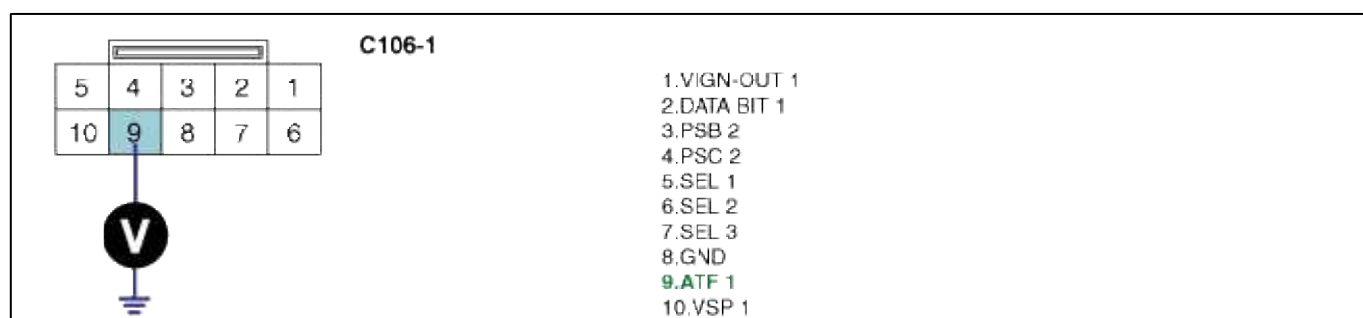 C106-1
5 4 3 2 1
10 9 8 7 6
V
1.VIGN-OUT 1
2.DATA BIT 1
3.PSB 2
4.PSC 2
5.SEL 1
6.SEL 2
7.SEL 3
8.GND
9.ATF 1
10.VSP 1